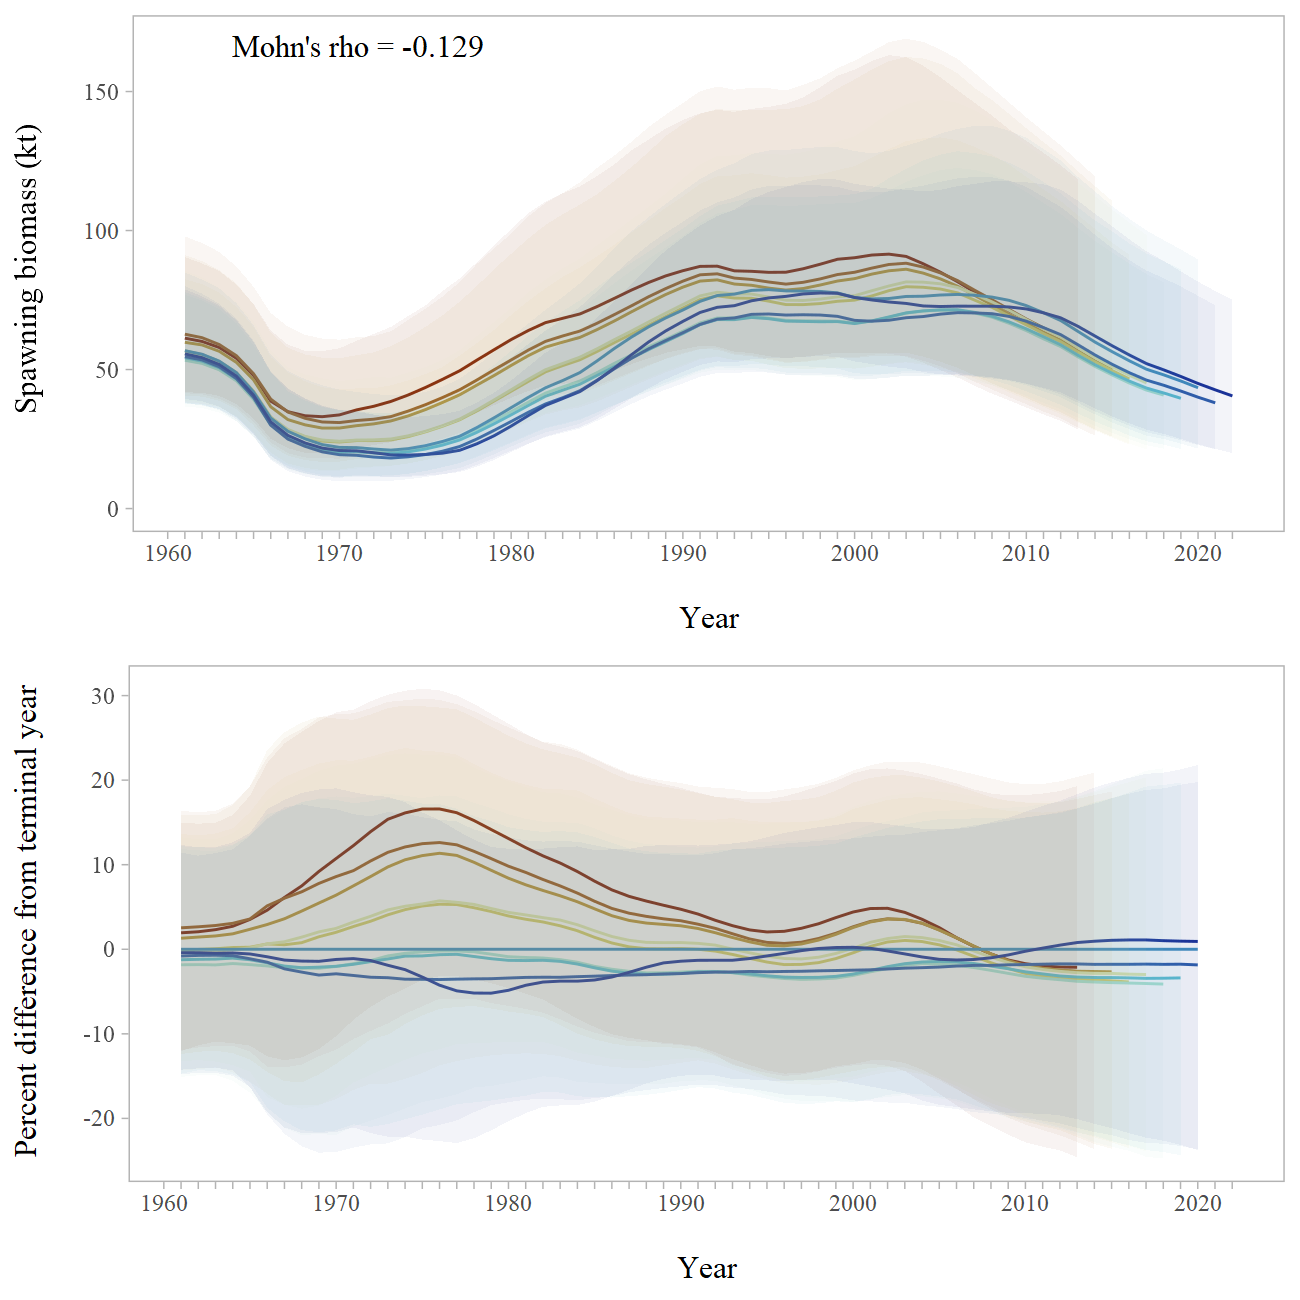 Mohn's rho = -0.129
Spawning biomass (kt)
150
100
50
0
1960 1970 1980 1990 2000 2010 2020
Year
Percent difference from terminal year
30
20
10
0
-10
-20
1960 1970 1980 1990 2000 2010 2020
Year